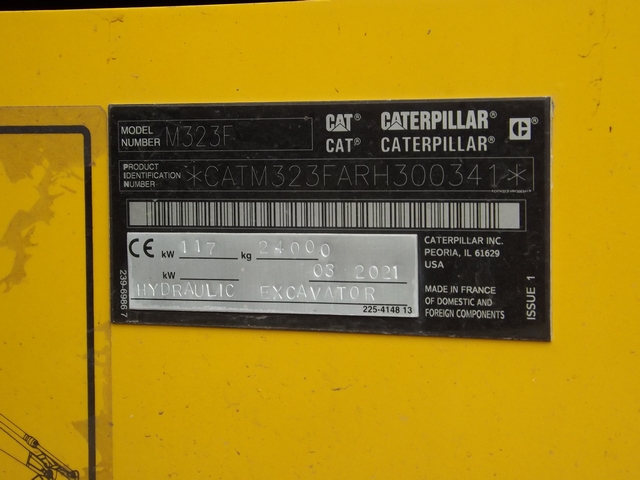 MODEL NUMBER M323F
CAT® CATERPILLAR®
CAT® CATERPILLAR®
PRODUCT IDENTIFICATION NUMBER *CATM323FARH300341*
CE kW 117 kg 24000
kW 03 2021
HYDRAULIC EXCAVATOR
225-4148 13
239-6986 7
CATERPILLAR INC.
PEORIA, IL 61629
USA
MADE IN FRANCE
OF DOMESTIC AND
FOREIGN COMPONENTS
ISSUE 1